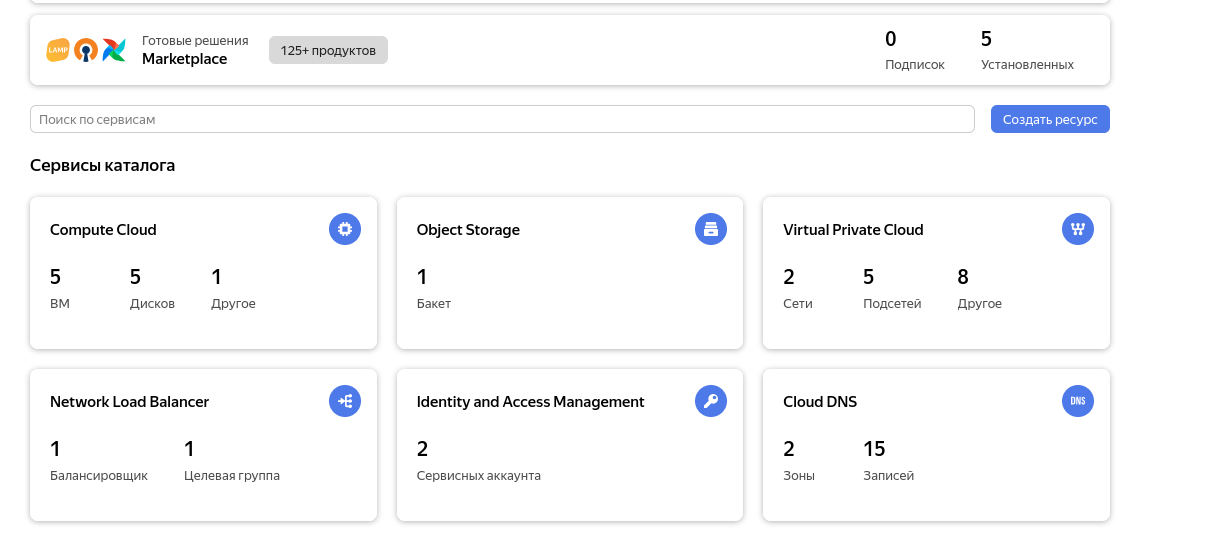 LAMP
Готовые решения
Marketplace
125+ продуктов
0
Подписок
5
Установленных
Поиск по сервисам
Создать ресурс
Сервисы каталога
Compute Cloud
5
ВМ
5
Дисков
1
Другое
Object Storage
1
Бакет
Virtual Private Cloud
2
Сети
5
Подсетей
8
Другое
Network Load Balancer
1
Балансировщик
1
Целевая группа
Identity and Access Management
2
Сервисных аккаунта
Cloud DNS
DNS
2
Зоны
15
Записей